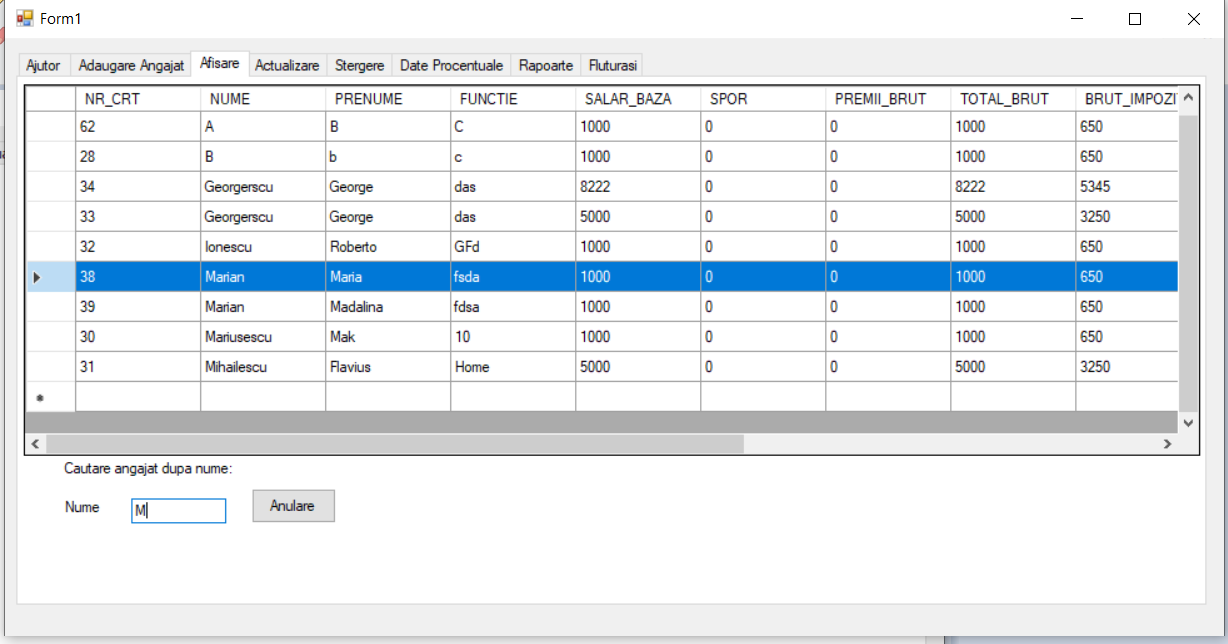 Form1
Ajutor Adaugare Angajat Afisare Actualizare Stergere Date Procentuale Rapoarte Fluturasi
NR_CRT NUME PRENUME FUNCTIE SALAR_BAZA SPOR PREMII_BRUT TOTAL_BRUT
62 A B C 1000 0 0 1000 650
28 B b c 1000 0 0 1000 650
34 Georgerscu George das 8222 0 0 8222 5345
33 Georgerscu George das 5000 0 0 5000 3250
32 Ionescu Roberto GFd 1000 0 0 1000 650
38 Marian Maria fsda 1000 0 0 1000 650
39 Marian Madalina fdsa 1000 0 0 1000 650
30 Mariusescu Mak 10 1000 0 0 1000 650
31 Mihailescu Flavius Home 5000 0 0 5000 3250
Cautare angajat dupa nume:
Nume M Anulare